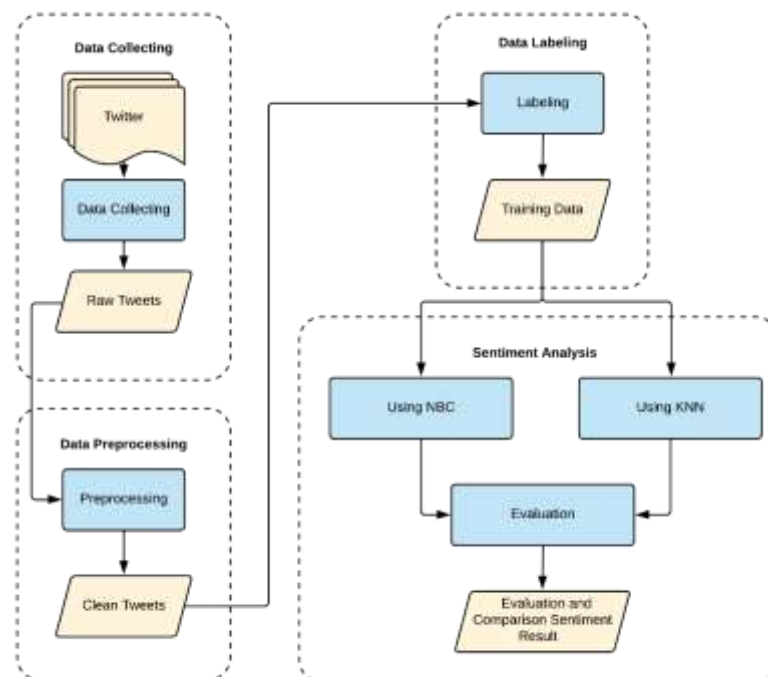 Data Collecting
Twitter
Data Collecting
Raw Tweets
Data Preprocessing
Preprocessing
Clean Tweets
Data Labeling
Labeling
Training Data
Sentiment Analysis
Using NBC
Using KNN
Evaluation
Evaluation and
Comparison Sentiment
Result